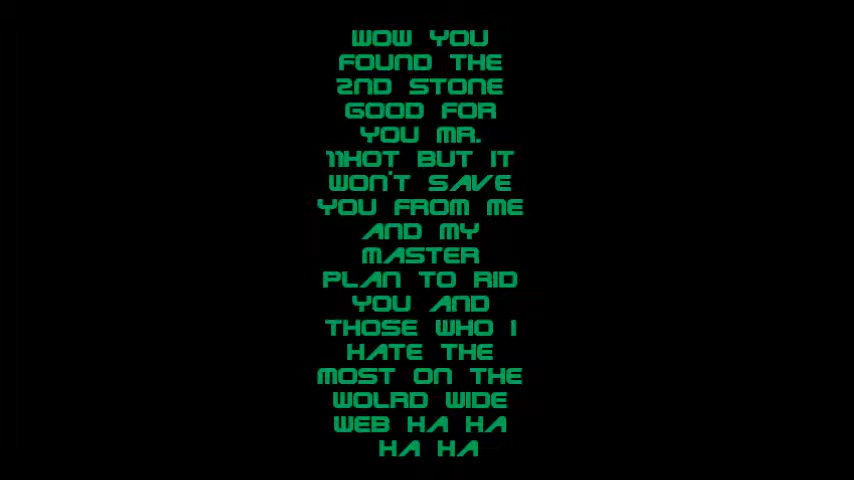 WOW YOU
FOUND THE
2ND STONE
GOOD FOR
YOU MR.
11HOT BUT IT
WON'T SAVE
YOU FROM ME
AND MY
MASTER
PLAN TO RID
YOU AND
THOSE WHO I
HATE THE
MOST ON THE
WOLRD WIDE
WEB HA HA
HA HA